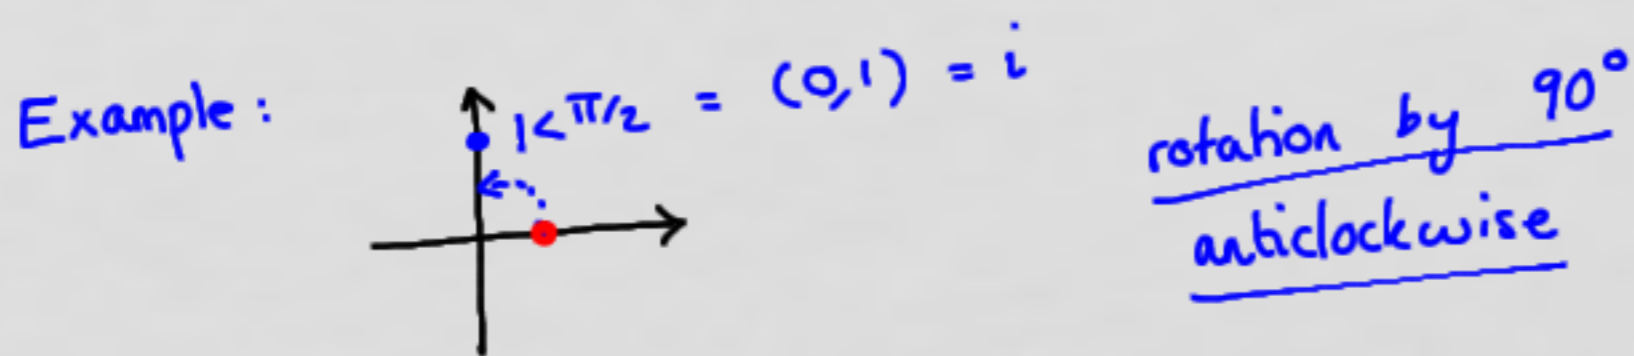 Example :
1<π/2 = (0,1) = i
rotation by 90°
anticlockwise